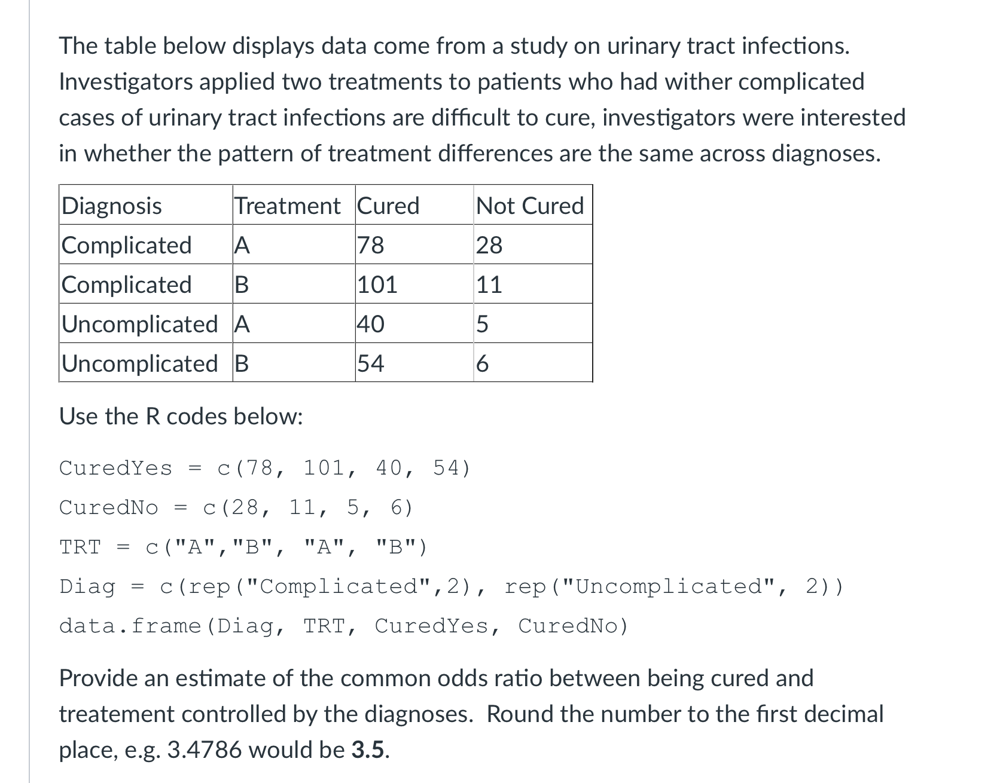 The table below displays data come from a study on urinary tract infections.
Investigators applied two treatments to patients who had wither complicated
cases of urinary tract infections are difficult to cure, investigators were interested
in whether the pattern of treatment differences are the same across diagnoses.
Diagnosis Treatment Cured Not Cured
Complicated A 78 28
Complicated B 101 11
Uncomplicated A 40 5
Uncomplicated B 54 6
Use the R codes below:
CuredYes = c(78, 101, 40, 54)
CuredNo = c(28, 11, 5, 6)
TRT = c("A","B", "A", "B")
Diag = c(rep("Complicated",2), rep("Uncomplicated", 2))
data.frame(Diag, TRT, CuredYes, CuredNo)
Provide an estimate of the common odds ratio between being cured and
treatement controlled by the diagnoses.  Round the number to the first decimal
place, e.g. 3.4786 would be 3.5.